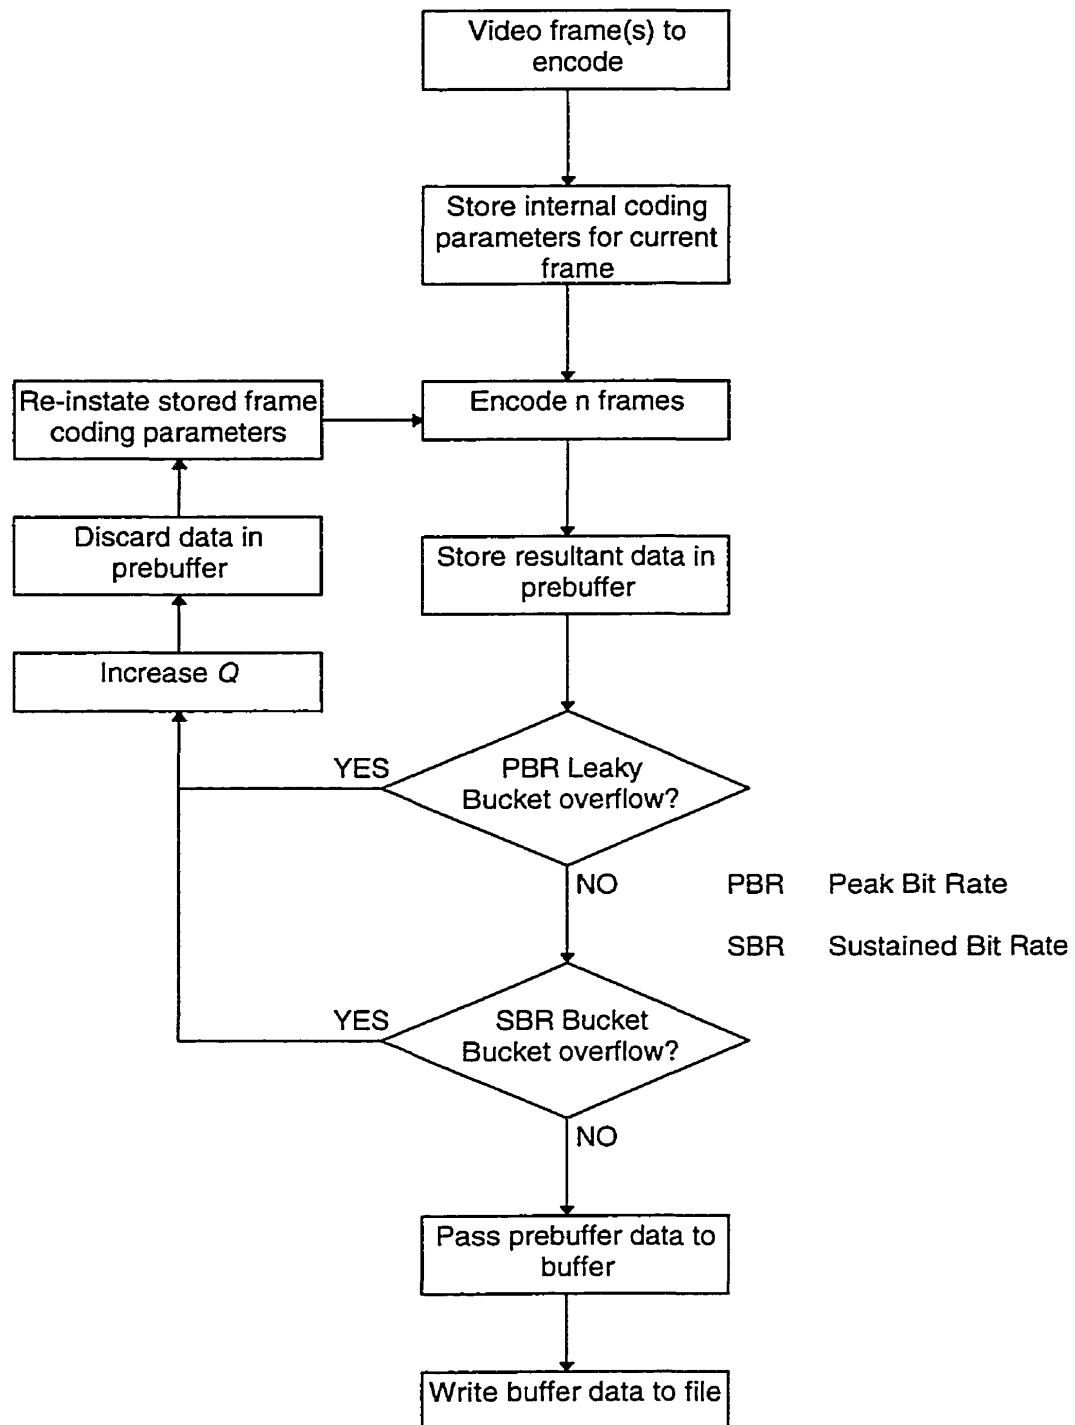 Video frame(s) to
encode
Store internal coding
parameters for current
frame
Re-instate stored frame
coding parameters
Encode n frames
Discard data in
prebuffer
Store resultant data in
prebuffer
Increase Q
YES
PBR Leaky
Bucket overflow?
NO
PBR Peak Bit Rate
SBR Sustained Bit Rate
YES
SBR Bucket
Bucket overflow?
NO
Pass prebuffer data to
buffer
Write buffer data to file